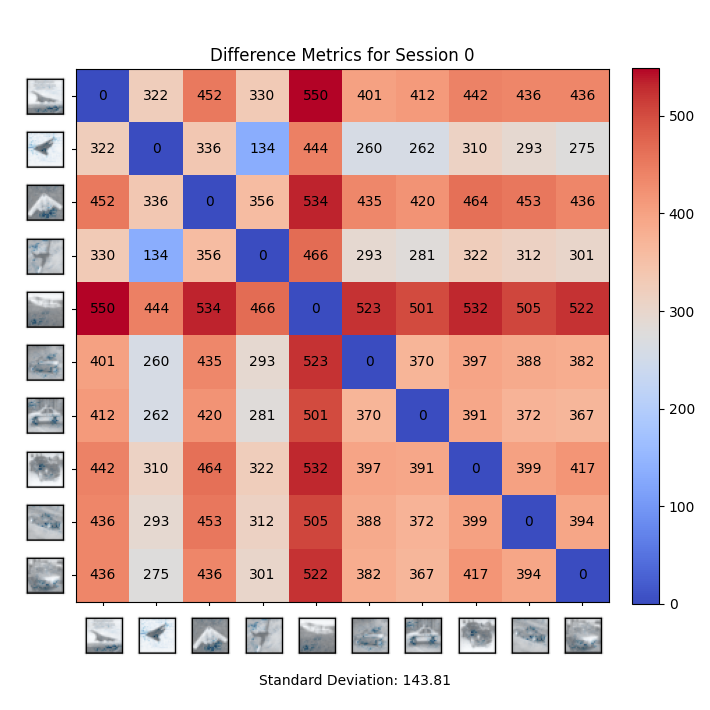 Difference Metrics for Session 0
0 322 452 330 550 401 412 442 436 436
322 0 336 134 444 260 262 310 293 275
452 336 0 356 534 435 420 464 453 436
330 134 356 0 466 293 281 322 312 301
550 444 534 466 0 523 501 532 505 522
401 260 435 293 523 0 370 397 388 382
412 262 420 281 501 370 0 391 372 367
442 310 464 322 532 397 391 0 399 417
436 293 453 312 505 388 372 399 0 394
436 275 436 301 522 382 367 417 394 0
500
400
300
200
100
0
Standard Deviation: 143.81